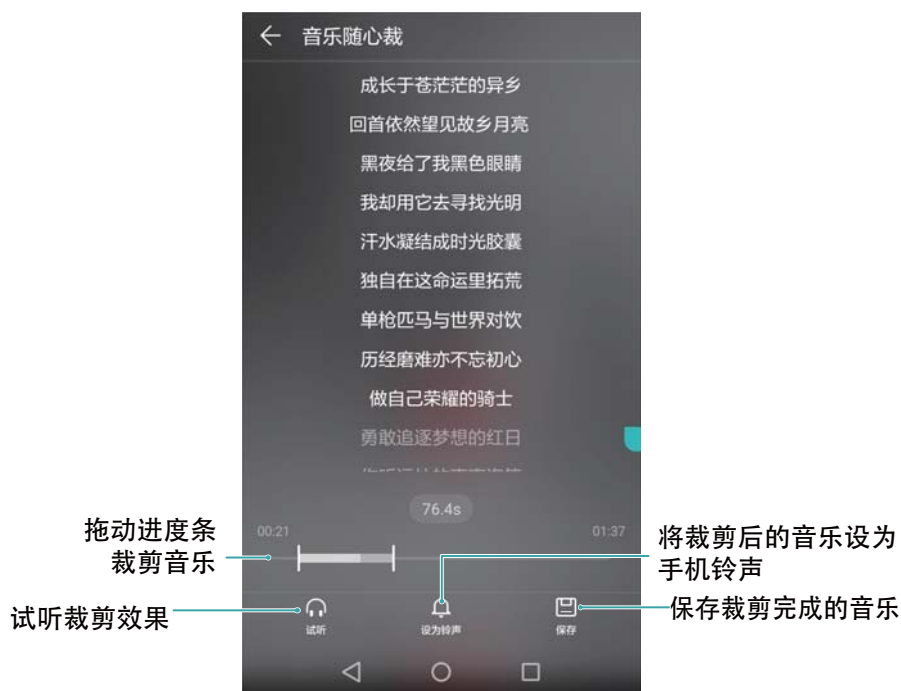 音乐随心裁
成长于苍茫茫的异乡
回首依然望见故乡月亮
黑夜给了我黑色眼睛
我却用它去寻找光明
汗水凝结成时光胶囊
独自在这命运里拓荒
单枪匹马与世界对饮
历经磨难亦不忘初心
做自己荣耀的骑士
勇敢追逐梦想的红日
76.4s
00:21
01:37
拖动进度条
裁剪音乐
将裁剪后的音乐设为
手机铃声
试听裁剪效果
保存裁剪完成的音乐
试听
设为铃声
保存